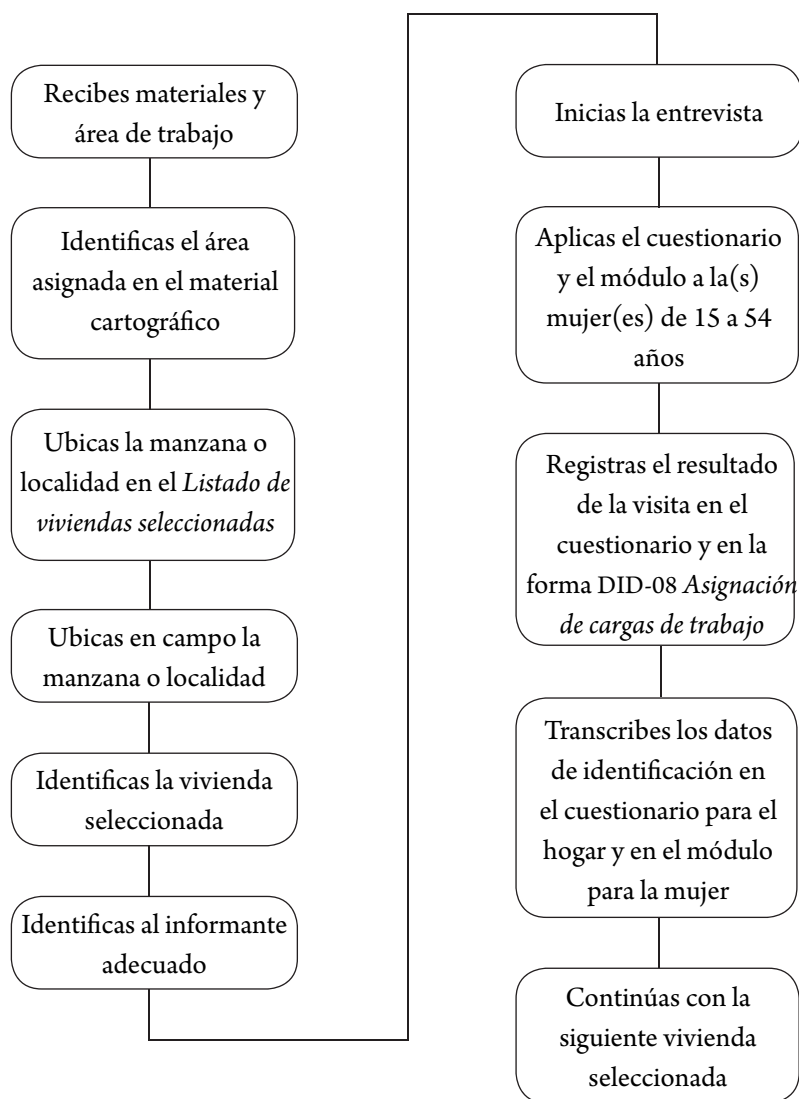 Recibes materiales y
área de trabajo
Identificas el área
asignada en el material
cartográfico
Ubicas la manzana o
localidad en el Listado de
viviendas seleccionadas
Ubicas en campo la
manzana o localidad
Identificas la vivienda
seleccionada
Identificas al informante
adecuado
Inicias la entrevista
Aplicas el cuestionario
y el módulo a la(s)
mujer(es) de 15 a 54
años
Registras el resultado
de la visita en el
cuestionario y en la
forma DID-08 Asignación
de cargas de trabajo
Transcribes los datos
de identificación en
el cuestionario para el
hogar y en el módulo
para la mujer
Continúas con la
siguiente vivienda
seleccionada